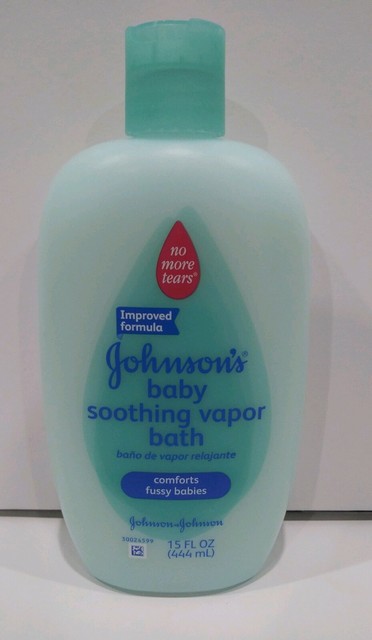 no
more
tears®
Improved
formula
Johnson's®
baby
soothing vapor
bath
baño de vapor relajante
comforts
fussy babies
Johnson & Johnson
30026599
15 FL OZ
(444 mL)